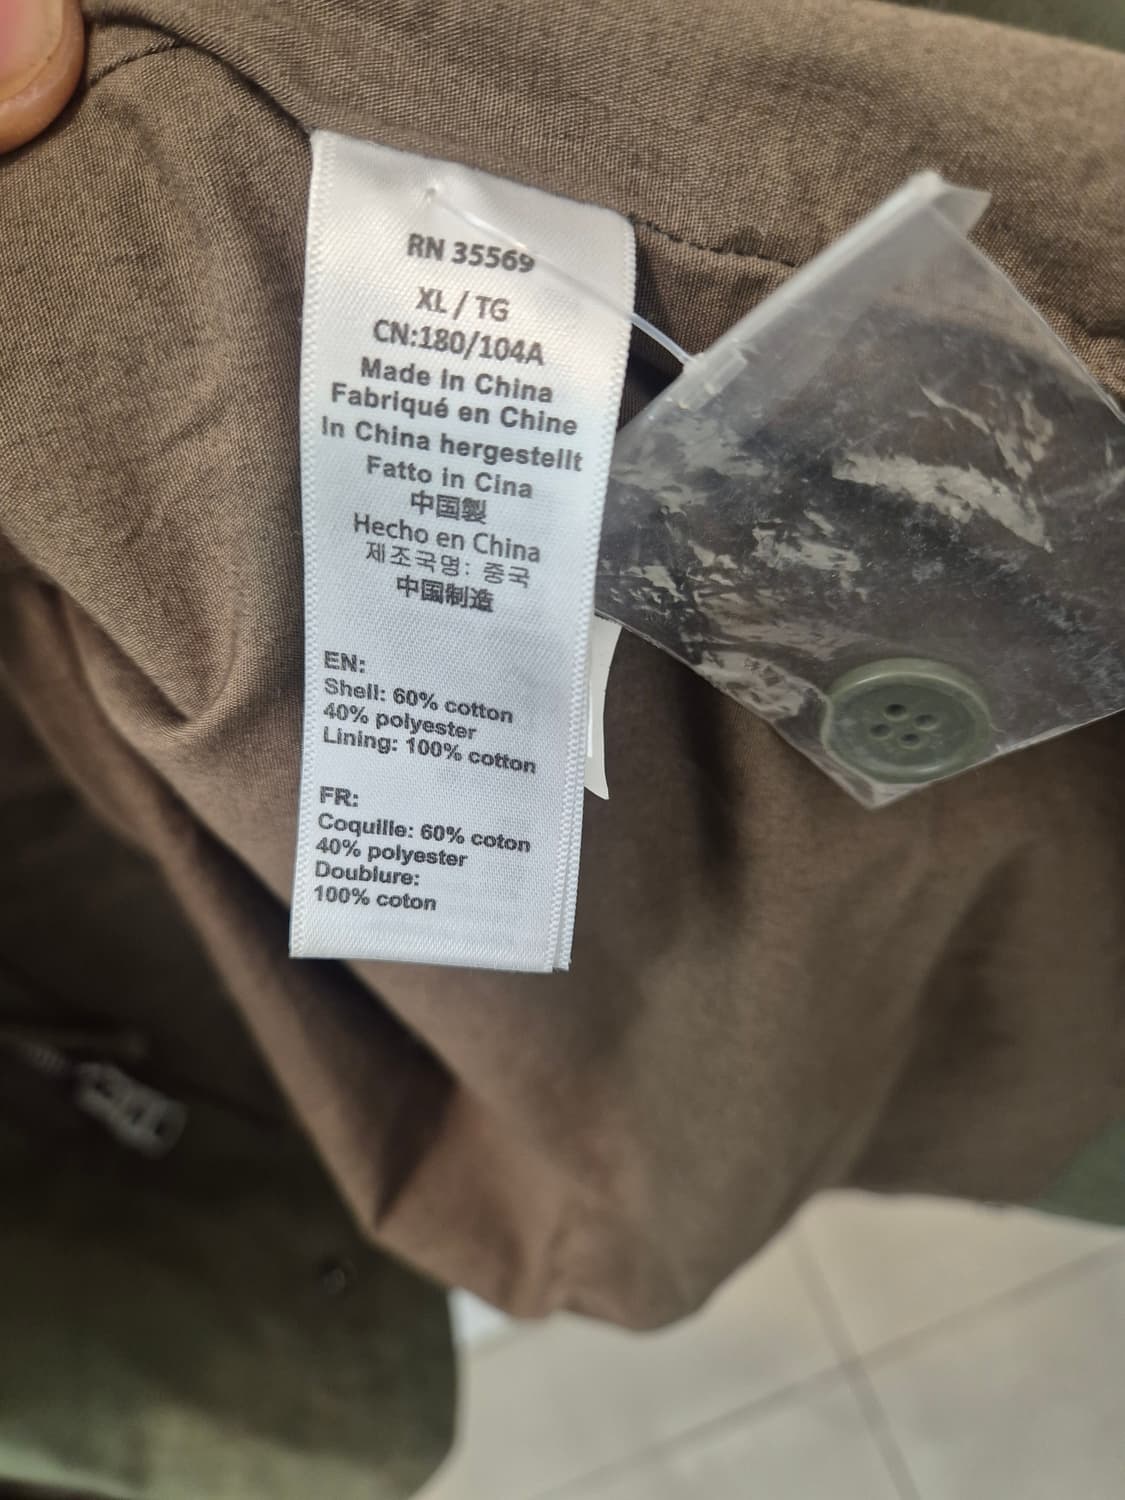 RN 35569
XL / TG
CN:180/104A
Made In China
Fabriqué en Chine
In China hergestellt
Fatto in Cina
中国製
Hecho en China
제조국명: 중국
中国制造
EN:
Shell: 60% cotton
40% polyester
Lining: 100% cotton
FR:
Coquille: 60% coton
40% polyester
Doublure:
100% coton